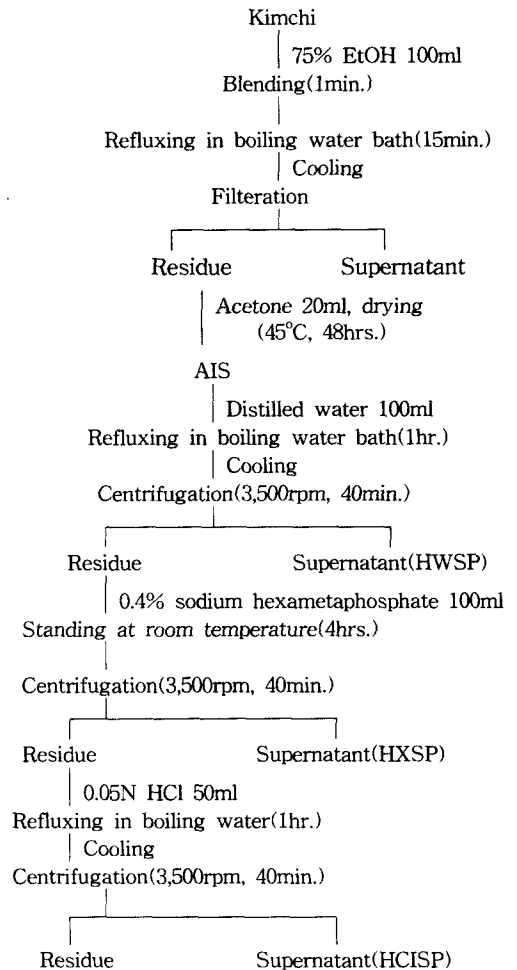 Kimchi
75% EtOH 100ml
Blending(1min.)
Refluxing in boiling water bath(15min.)
Cooling
Filteration
Residue Supernatant
Acetone 20ml, drying
(45°C, 48hrs.)
AIS
Distilled water 100ml
Refluxing in boiling water bath(1hr.)
Cooling
Centrifugation(3,500rpm, 40min.)
Residue Supernatant(HWSP)
0.4% sodium hexametaphosphate 100ml
Standing at room temperature(4hrs.)
Centrifugation(3,500rpm, 40min.)
Residue Supernatant(HXSP)
0.05N HCl 50ml
Refluxing in boiling water(1hr.)
Cooling
Centrifugation(3,500rpm, 40min.)
Residue Supernatant(HClSP)